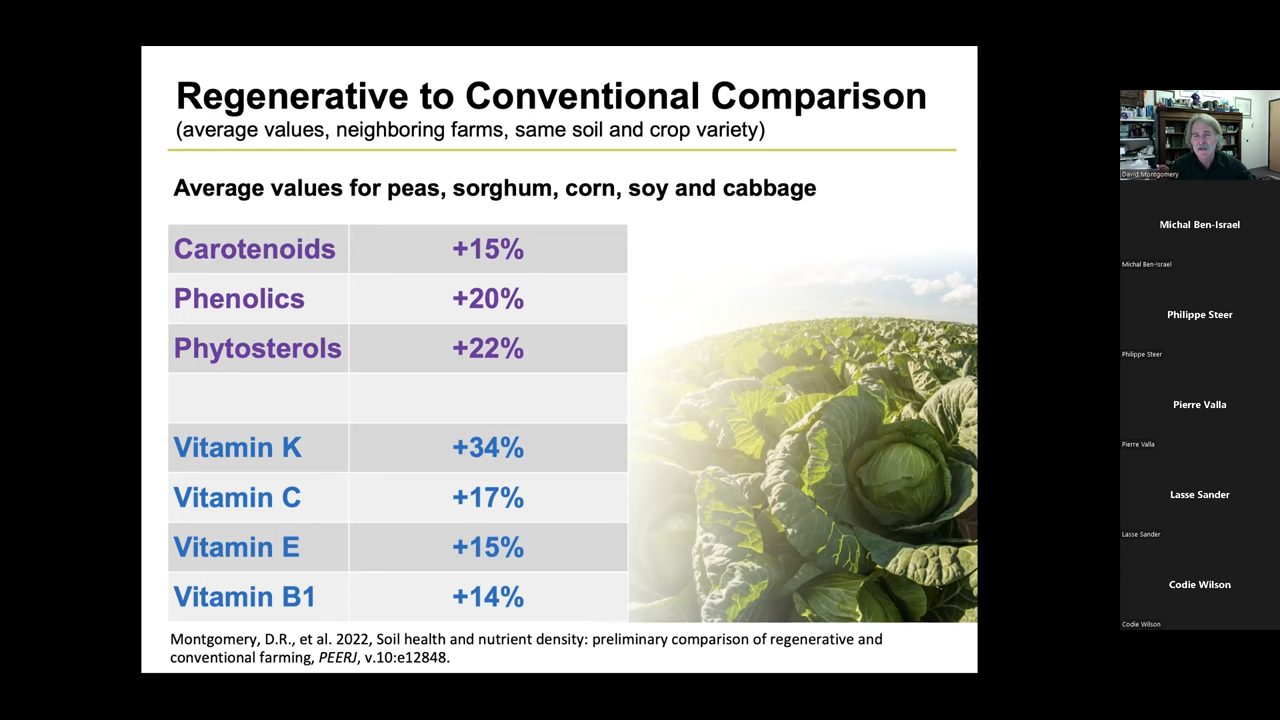 Regenerative to Conventional Comparison
(average values, neighboring farms, same soil and crop variety)
Average values for peas, sorghum, corn, soy and cabbage
Carotenoids +15%
Phenolics +20%
Phytosterols +22%
Vitamin K +34%
Vitamin C +17%
Vitamin E +15%
Vitamin B1 +14%
Montgomery, D.R., et al. 2022, Soil health and nutrient density: preliminary comparison of regenerative and
conventional farming, PEERJ, v.10:e12848.
David Montgomery
Michal Ben-Israel
Michal Ben-Israel
Philippe Steer
Philippe Steer
Pierre Valla
Pierre Valla
Lasse Sander
Lasse Sander
Codie Wilson
Codie Wilson